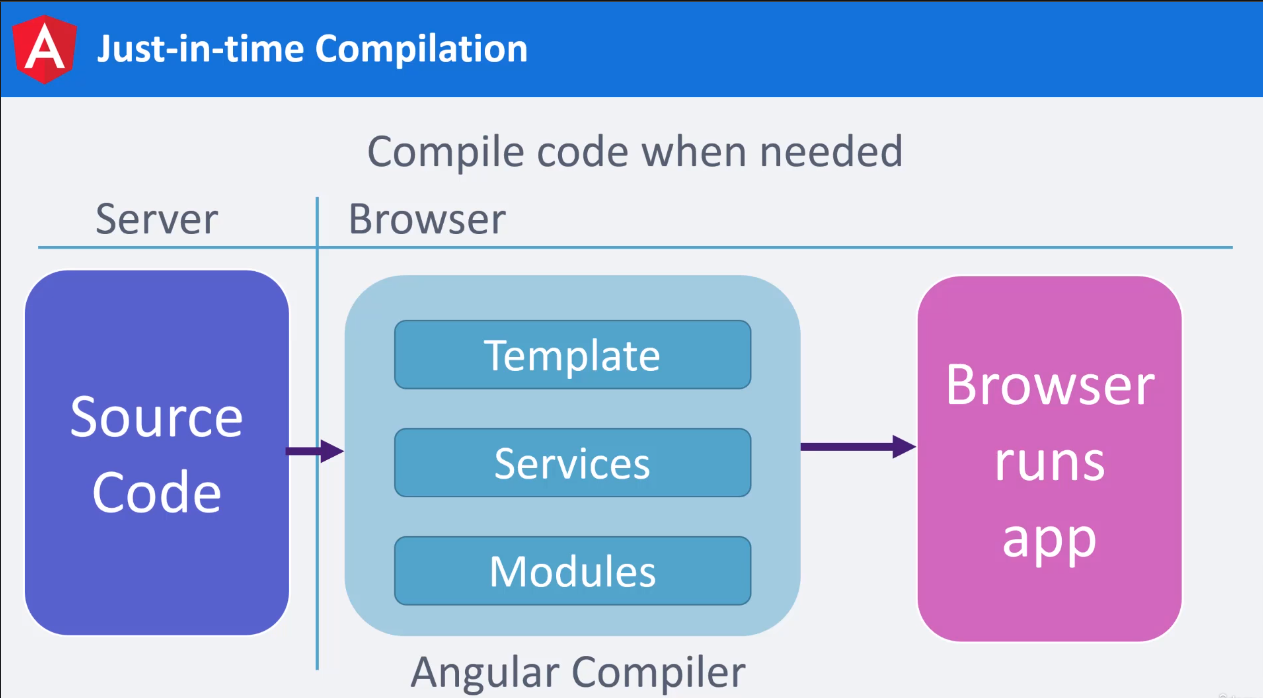 Just-in-time Compilation
Compile code when needed
Server
Browser
Source
Code
Template
Services
Modules
Angular Compiler
Browser
runs
app